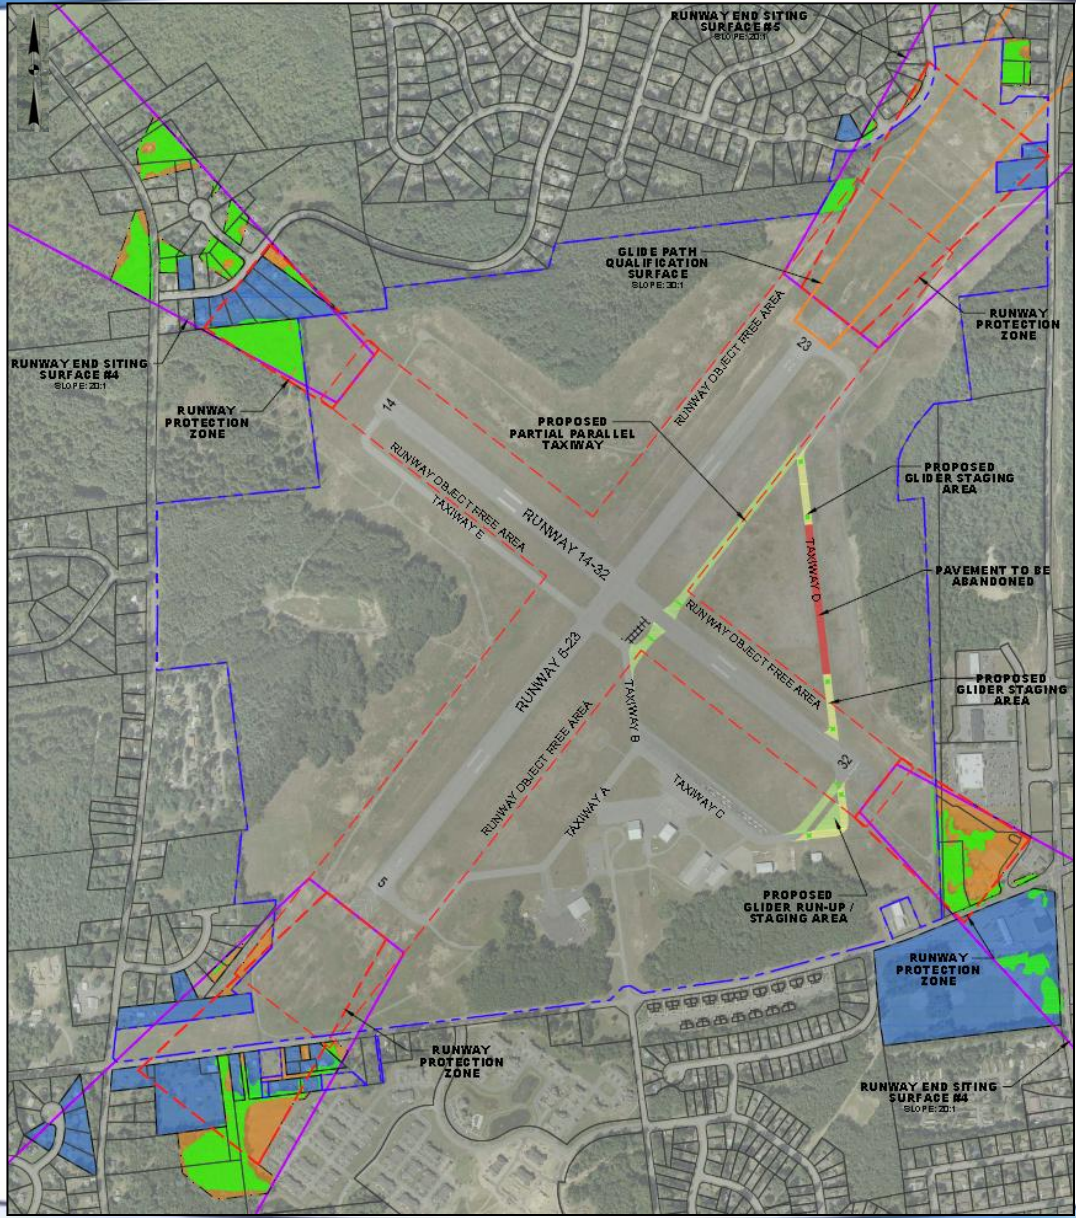 RUNWAY END SITING
SURFACE #5
SLOPE: 20:1
GLIDE PATH
QUALIFICATION
SURFACE
SLOPE: 30:1
RUNWAY
PROTECTION
ZONE
RUNWAY END SITING
SURFACE #4
SLOPE: 20:1
RUNWAY
PROTECTION
ZONE
RUNWAY OBJECT FREE AREA
23
14
PROPOSED
PARTIAL PARALLEL
TAXIWAY
RUNWAY OBJECT FREE AREA
TAXIWAY E
RUNWAY 14-32
PROPOSED
GLIDER STAGING
AREA
TAXIWAY D
PAVEMENT TO BE
ABANDONED
RUNWAY OBJECT FREE AREA
RUNWAY 5-23
PROPOSED
GLIDER STAGING
AREA
TAXIWAY B
RUNWAY OBJECT FREE AREA
32
TAXIWAY A
TAXIWAY C
5
PROPOSED
GLIDER RUN-UP /
STAGING AREA
RUNWAY
PROTECTION
ZONE
RUNWAY
PROTECTION
ZONE
RUNWAY END SITING
SURFACE #4
SLOPE: 20:1